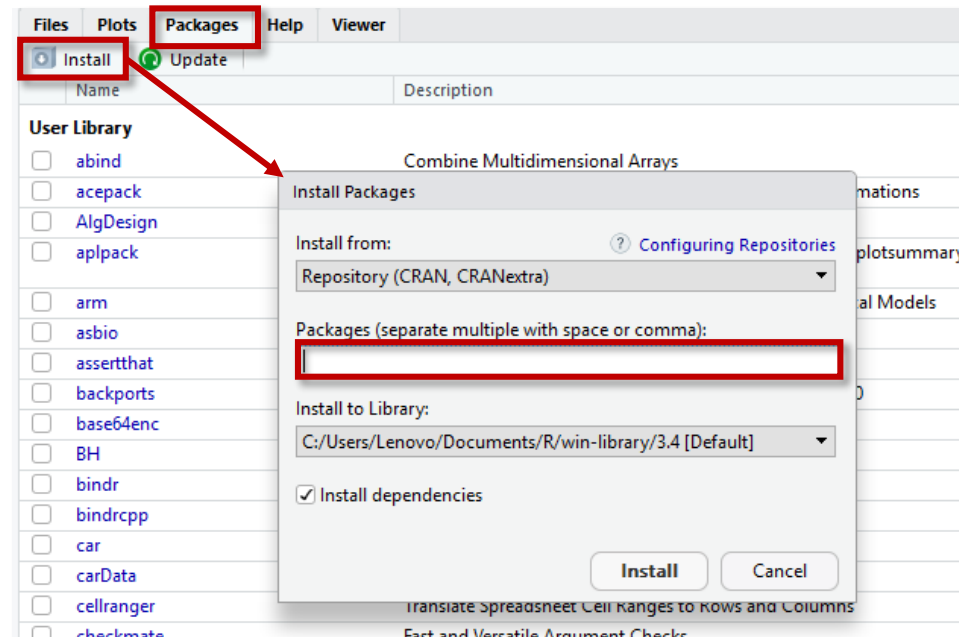 Files Plots Packages Help Viewer
Install Update
Name Description
User Library
abind Combine Multidimensional Arrays
acepack mations
AlgDesign
aplpack plotsummary
arm al Models
asbio
assertthat
backports
base64enc
BH
bindr
bindrcpp
car
carData
cellranger Translate Spreadsheet Cell Ranges to Rows and Columns
checkmate Fast and Versatile Argument Checks
Install Packages
Install from:
? Configuring Repositories
Repository (CRAN, CRANextra)
Packages (separate multiple with space or comma):
Install to Library:
C:/Users/Lenovo/Documents/R/win-library/3.4 [Default]
Install dependencies
Install Cancel